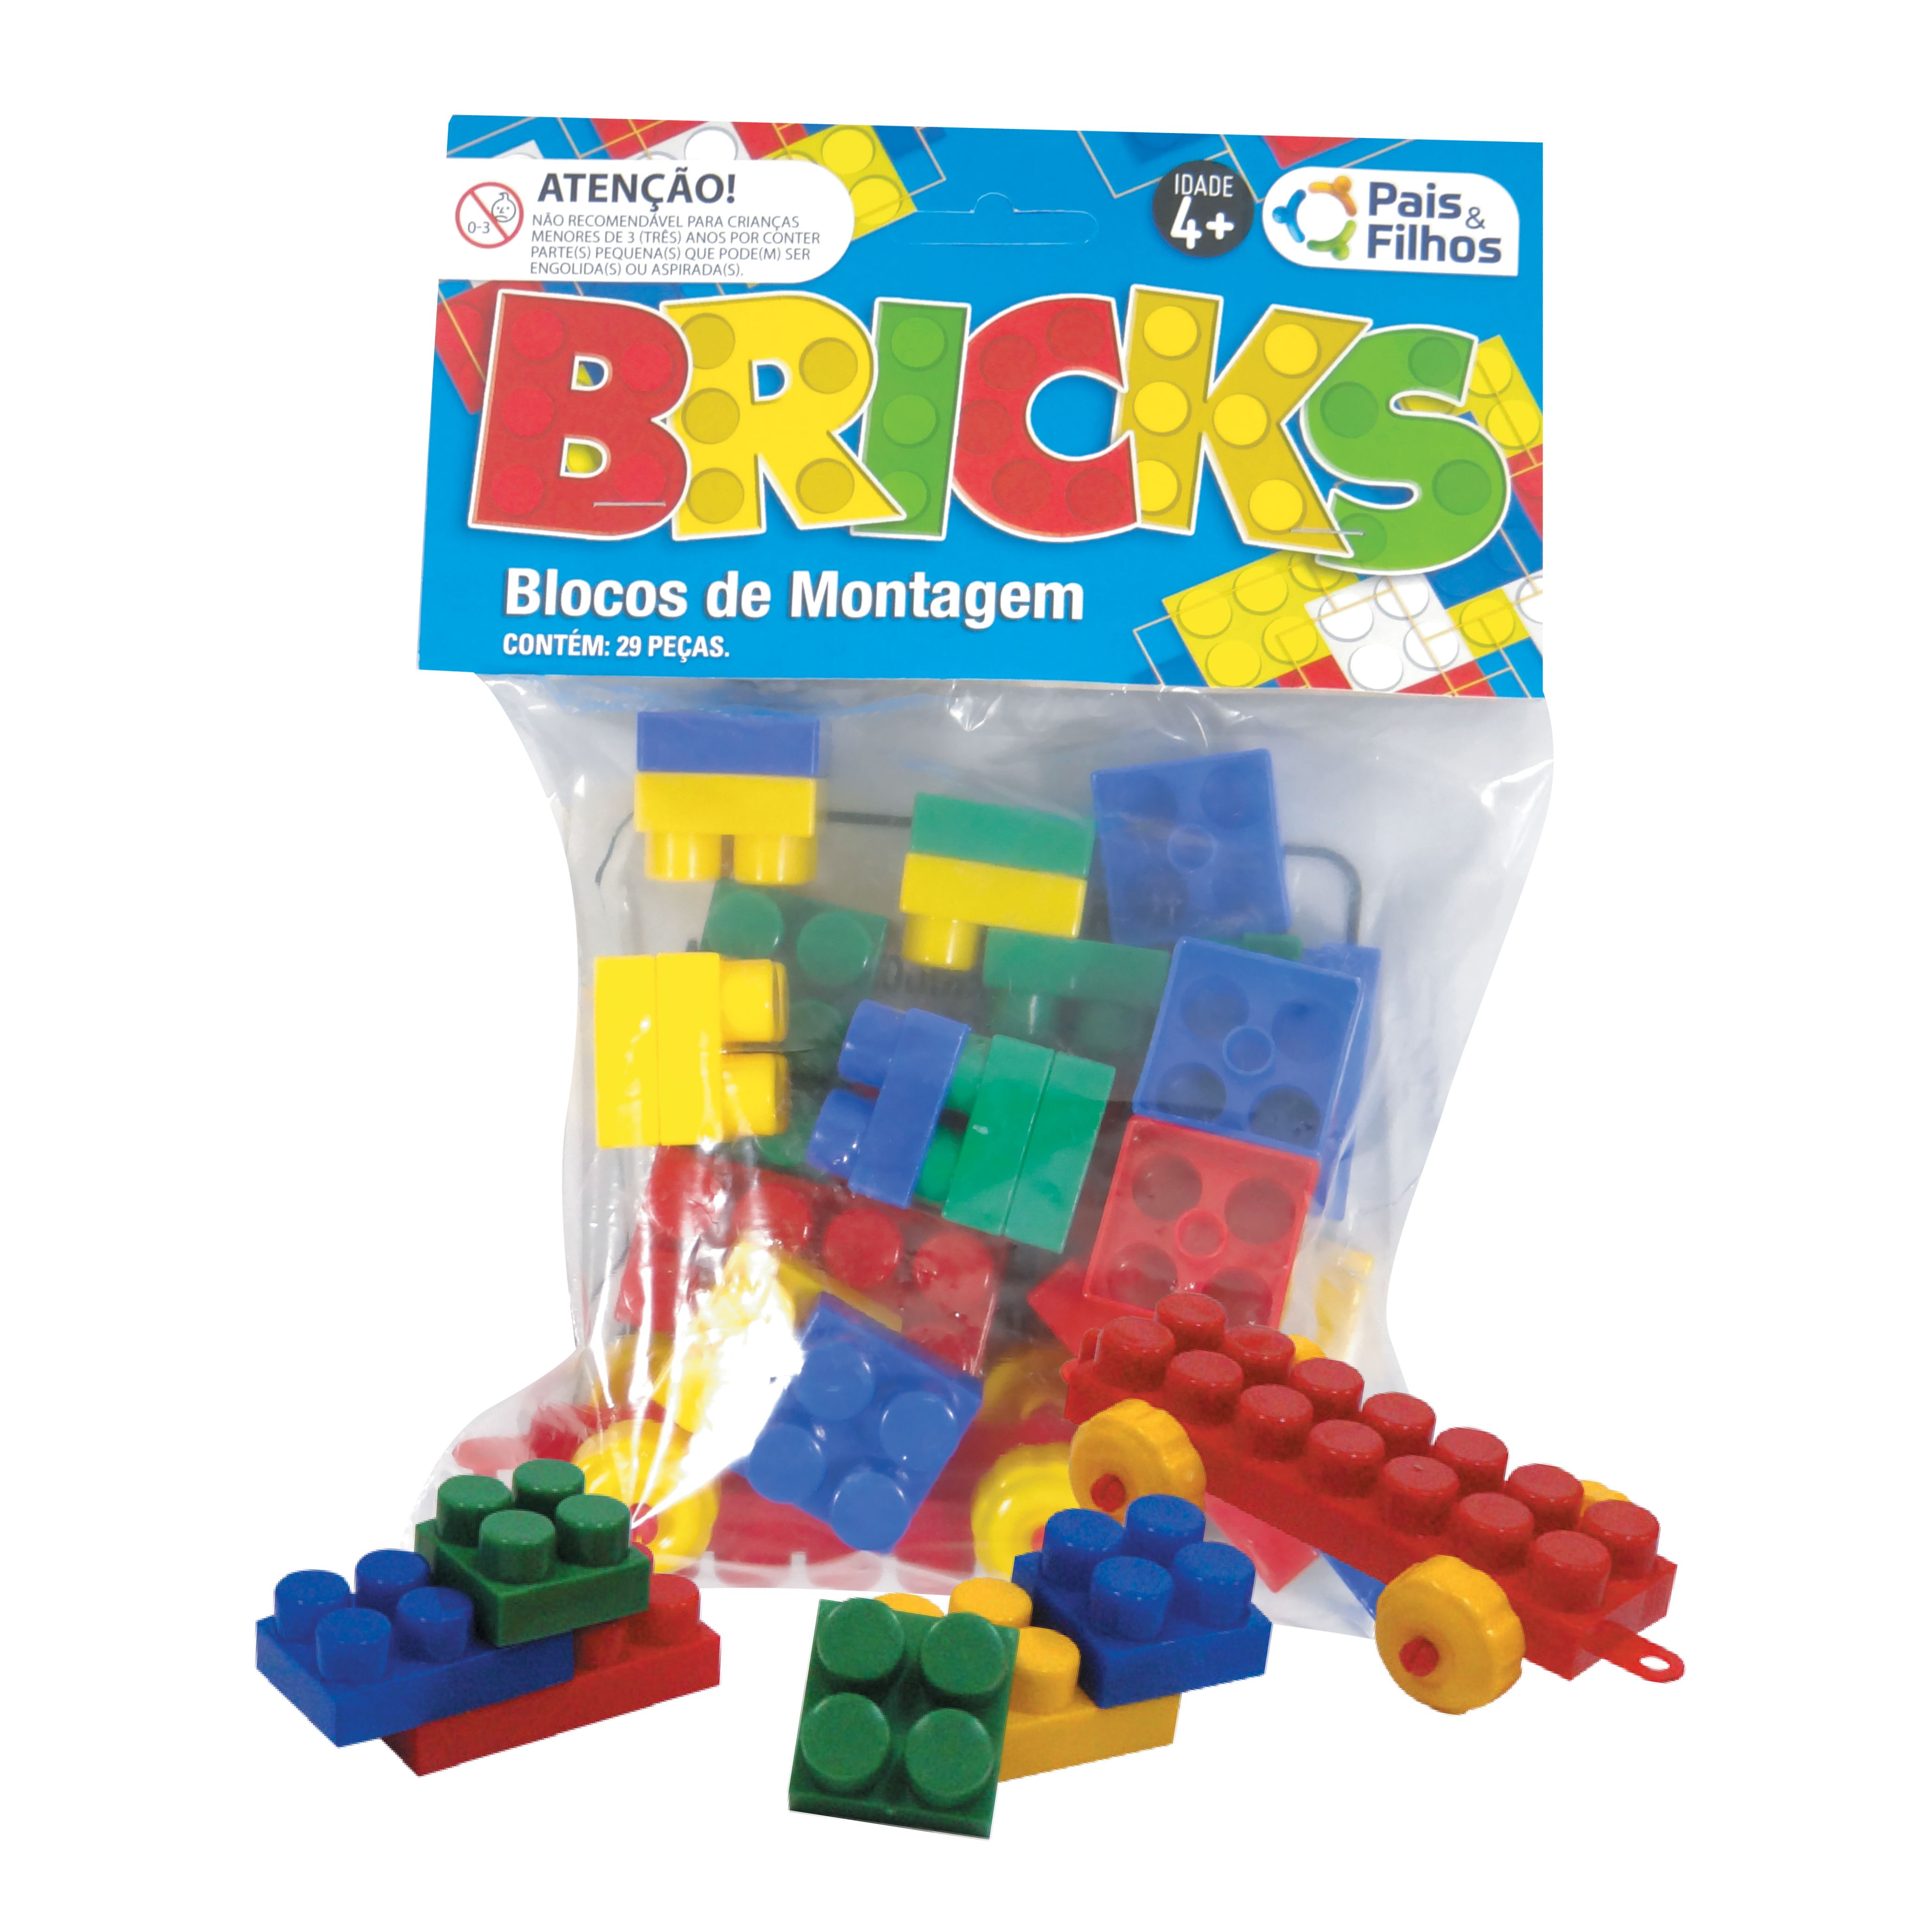 ATENÇÃO!
0-3
NÃO RECOMENDÁVEL PARA CRIANÇAS
MENORES DE 3 (TRÊS) ANOS POR CONTER
PARTE(S) PEQUENA(S) QUE PODE(M) SER
ENGOLIDA(S) OU ASPIRADA(S).
IDADE
4+
Pais &
Filhos
BRICKS
Blocos de Montagem
CONTÉM: 29 PEÇAS.